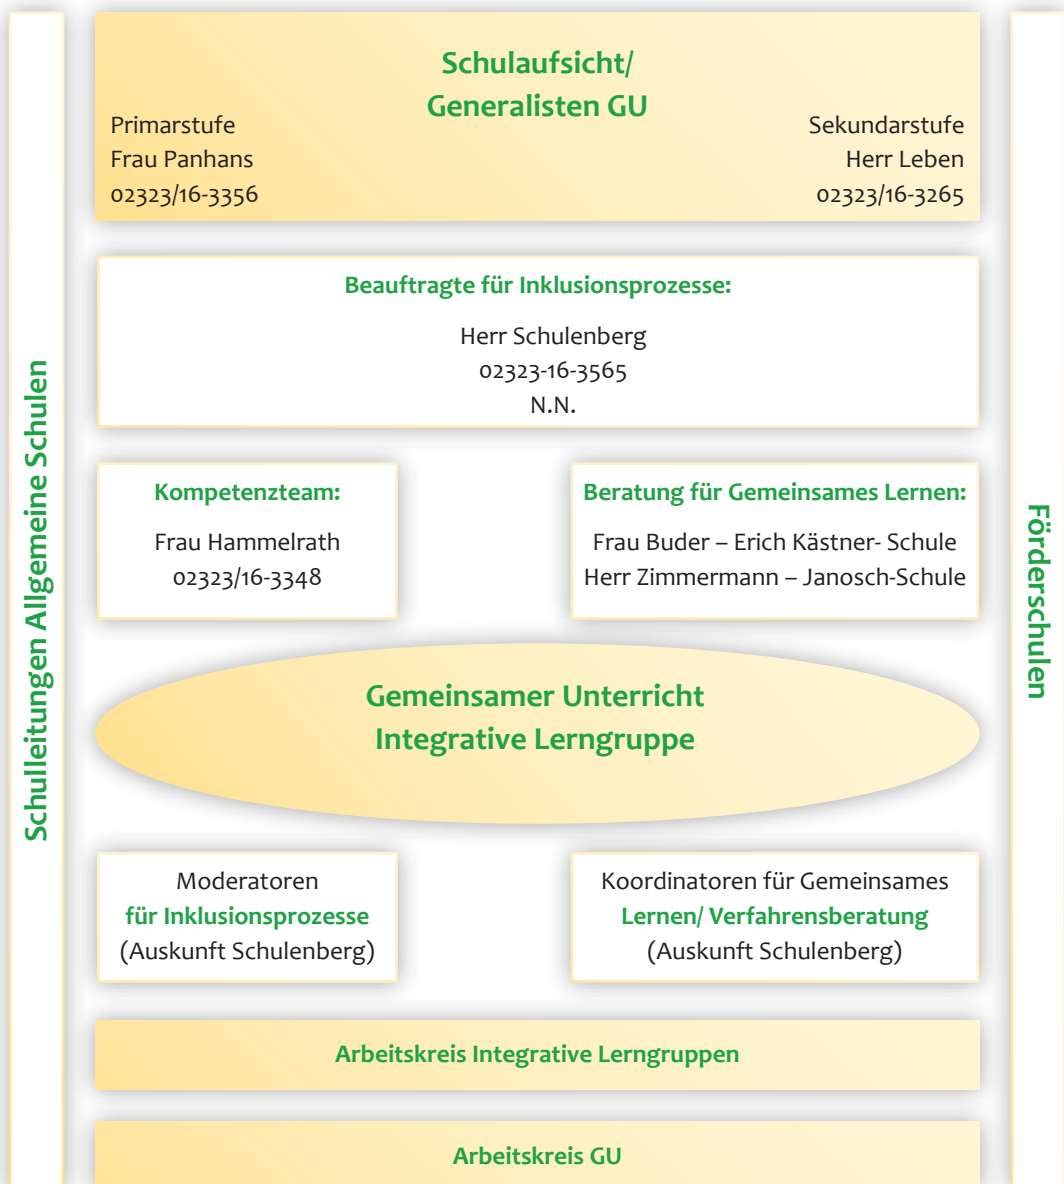 Schulleitungen Allgemeine Schulen
Schulaufsicht/
Generalisten GU
Primarstufe
Frau Panhans
02323/16-3356
Sekundarstufe
Herr Leben
02323/16-3265
Beauftragte für Inklusionsprozesse:
Herr Schulenberg
02323-16-3565
N.N.
Kompetenzteam:
Frau Hammelrath
02323/16-3348
Beratung für Gemeinsames Lernen:
Frau Buder – Erich Kästner- Schule
Herr Zimmermann – Janosch-Schule
Gemeinsamer Unterricht
Integrative Lerngruppe
Moderatoren
für Inklusionsprozesse
(Auskunft Schulenberg)
Koordinatoren für Gemeinsames
Lernen/ Verfahrensberatung
(Auskunft Schulenberg)
Arbeitskreis Integrative Lerngruppen
Arbeitskreis GU
Förderschulen